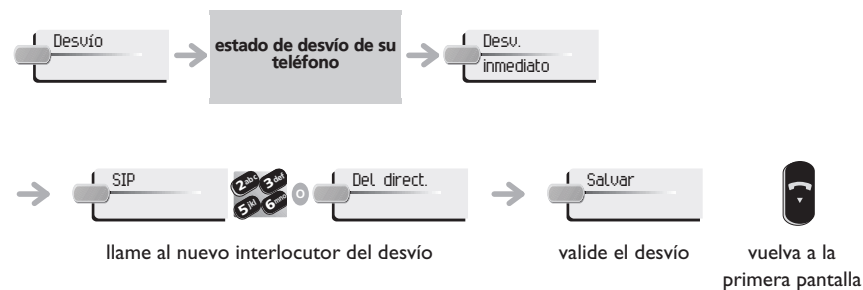 Desvío
estado de desvío de su
teléfono
Desv.
inmediato
SIP
2abc 3def
5jkl 6mno
O
Del direct.
Salvar
llame al nuevo interlocutor del desvío
valide el desvío
vuelva a la
primera pantalla